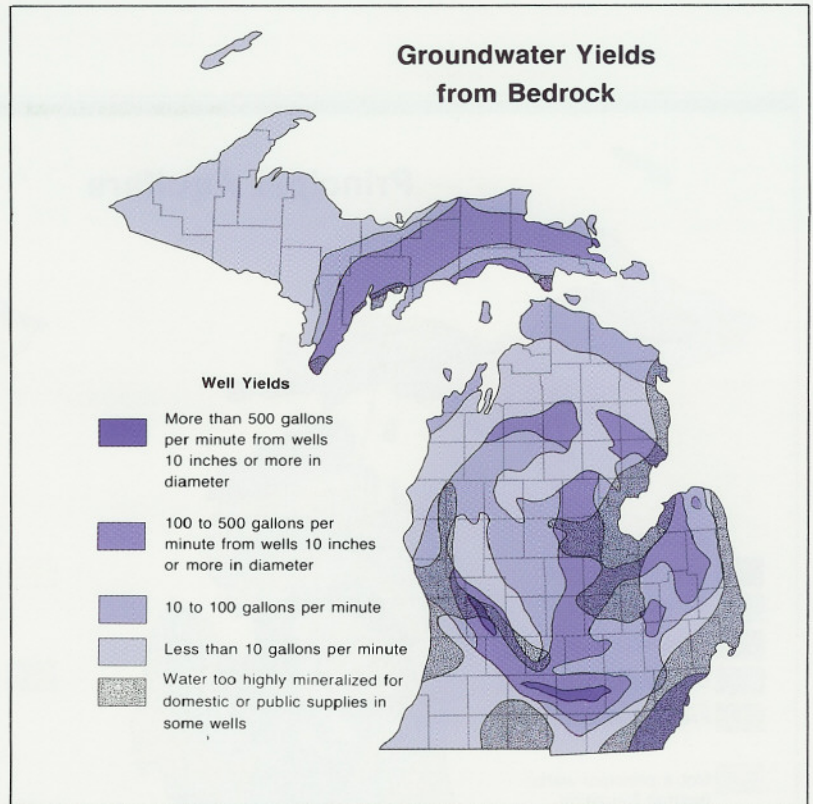 Groundwater Yields
from Bedrock
Well Yields
More than 500 gallons
per minute from wells
10 inches or more in
diameter
100 to 500 gallons per
minute from wells 10 inches
or more in diameter
10 to 100 gallons per minute
Less than 10 gallons per minute
Water too highly mineralized for
domestic or public supplies in
some wells